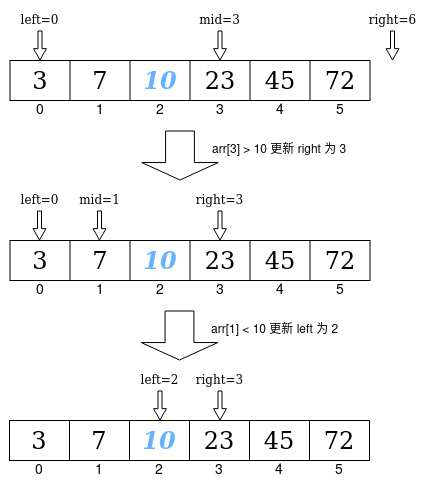 left=0 mid=3 right=6
3 7 10 23 45 72
0 1 2 3 4 5
arr[3] > 10 更新 right 为 3
left=0 mid=1 right=3
3 7 10 23 45 72
0 1 2 3 4 5
arr[1] < 10 更新 left 为 2
left=2 right=3
3 7 10 23 45 72
0 1 2 3 4 5